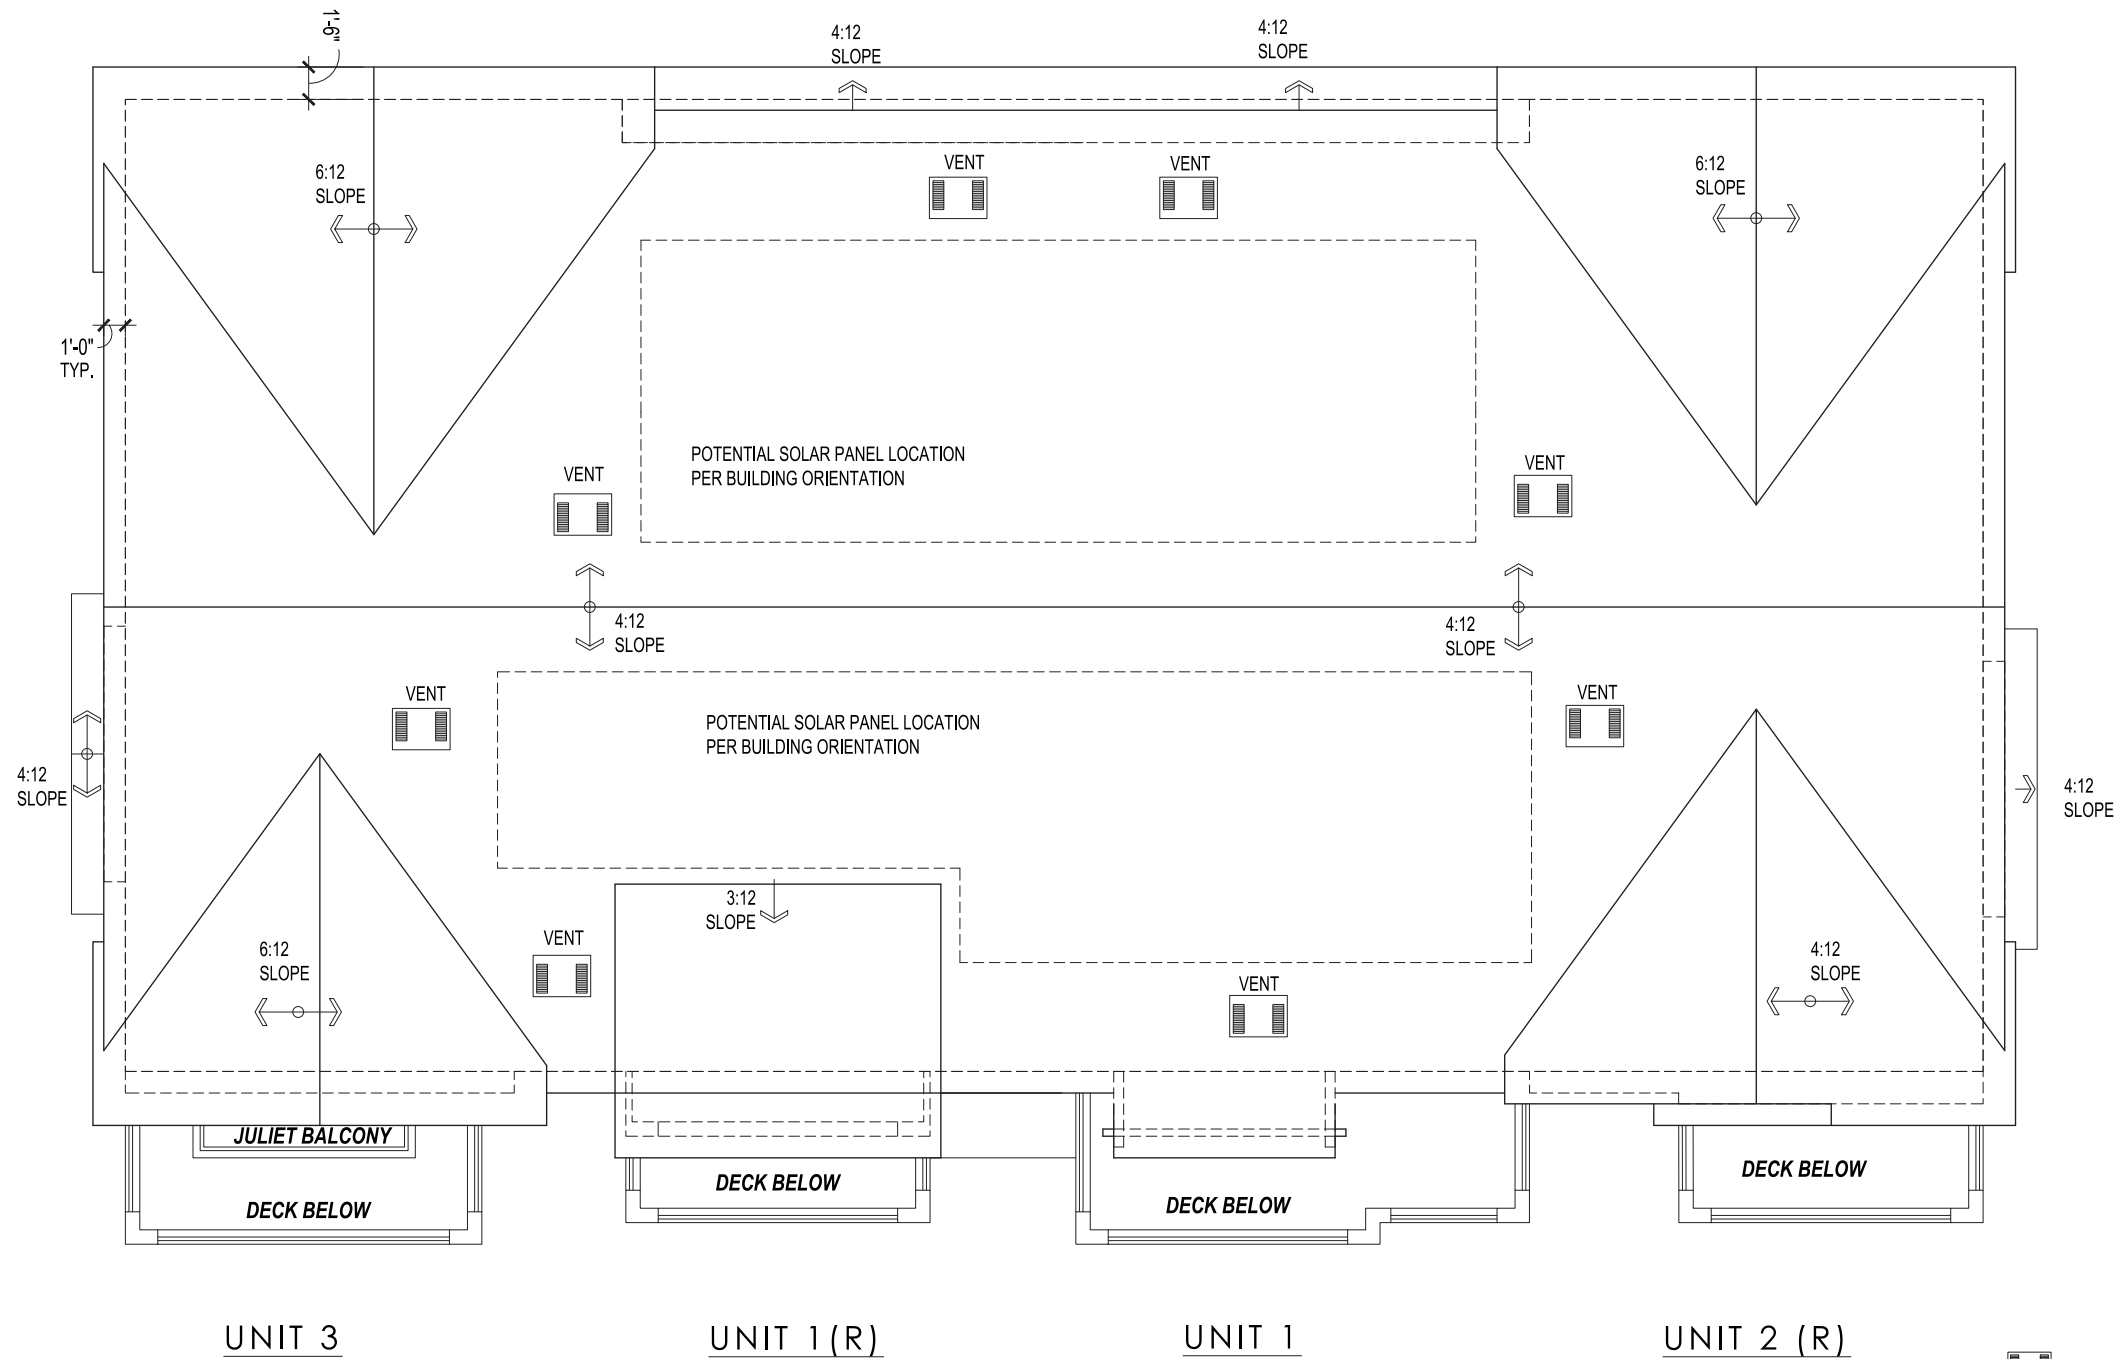 1'-6"
4:12
SLOPE
4:12
SLOPE
VENT
VENT
6:12
SLOPE
6:12
SLOPE
1'-0"
TYP.
POTENTIAL SOLAR PANEL LOCATION
PER BUILDING ORIENTATION
VENT
VENT
4:12
SLOPE
4:12
SLOPE
VENT
VENT
POTENTIAL SOLAR PANEL LOCATION
PER BUILDING ORIENTATION
4:12
SLOPE
4:12
SLOPE
3:12
SLOPE
VENT
6:12
SLOPE
4:12
SLOPE
VENT
JULIET BALCONY
DECK BELOW
DECK BELOW
DECK BELOW
DECK BELOW
UNIT 3
UNIT 1(R)
UNIT 1
UNIT 2 (R)